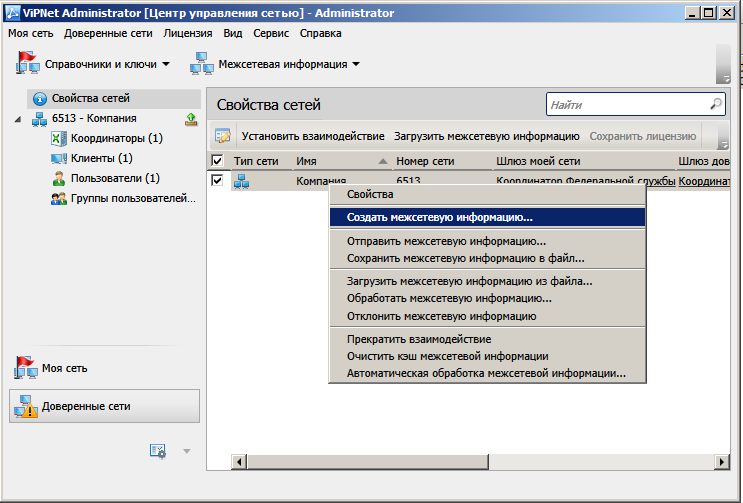 ViPNet Administrator [Центр управления сетью] - Administrator
Моя сеть Доверенные сети Лицензия Вид Сервис Справка
Справочники и ключи Межсетевая информация
Свойства сетей
6513 - Компания
Координаторы (1)
Клиенты (1)
Пользователи (1)
Группы пользователей...
Моя сеть
Доверенные сети
Свойства сетей Найти
Установить взаимодействие Загрузить межсетевую информацию Сохранить лицензию
Тип сети Имя Номер сети Шлюз моей сети Шлюз дов
Компания 6513 Координатор Федеральной службы Координат
Свойства
Создать межсетевую информацию...
Отправить межсетевую информацию...
Сохранить межсетевую информацию в файл...
Загрузить межсетевую информацию из файла...
Обработать межсетевую информацию...
Отклонить межсетевую информацию
Прекратить взаимодействие
Очистить кэш межсетевой информации
Автоматическая обработка межсетевой информации...